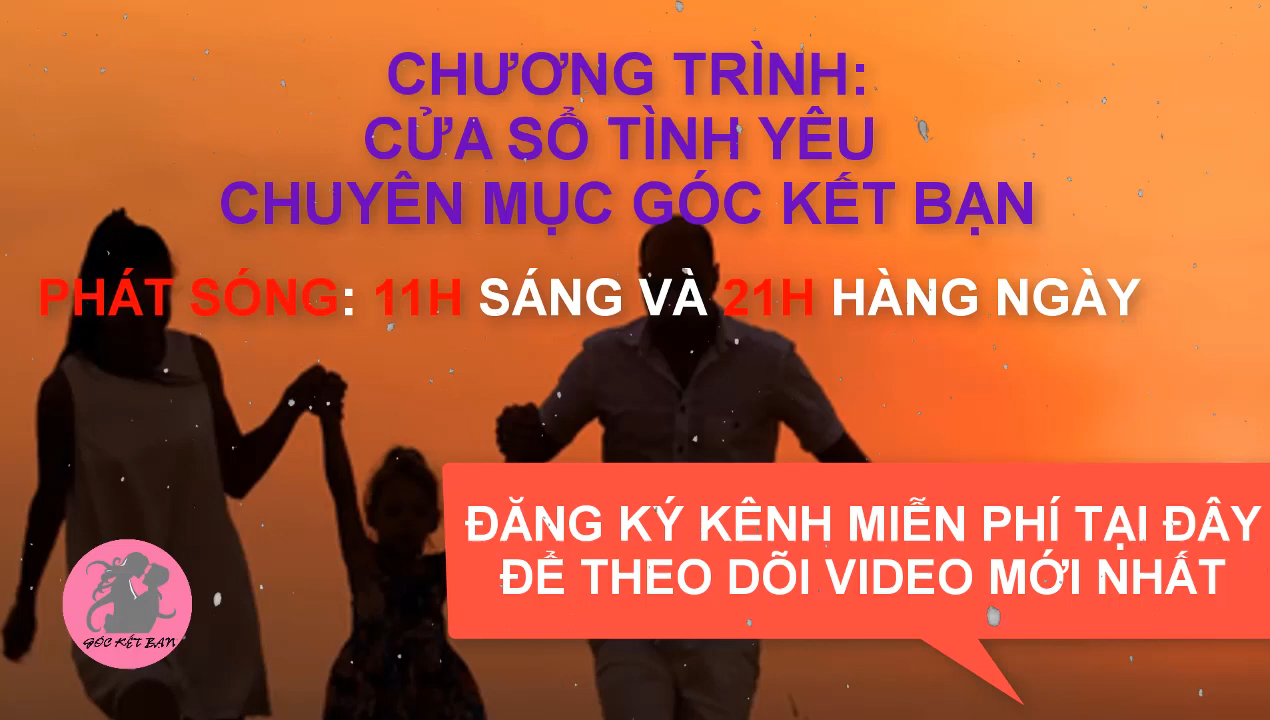 CHƯƠNG TRÌNH:
CỬA SỔ TÌNH YÊU
CHUYÊN MỤC GÓC KẾT BẠN
PHÁT SÓNG: 11H SÁNG VÀ 21H HÀNG NGÀY
ĐĂNG KÝ KÊNH MIỄN PHÍ TẠI ĐÂY
ĐỂ THEO DÕI VIDEO MỚI NHẤT
GÓC KẾT BẠN